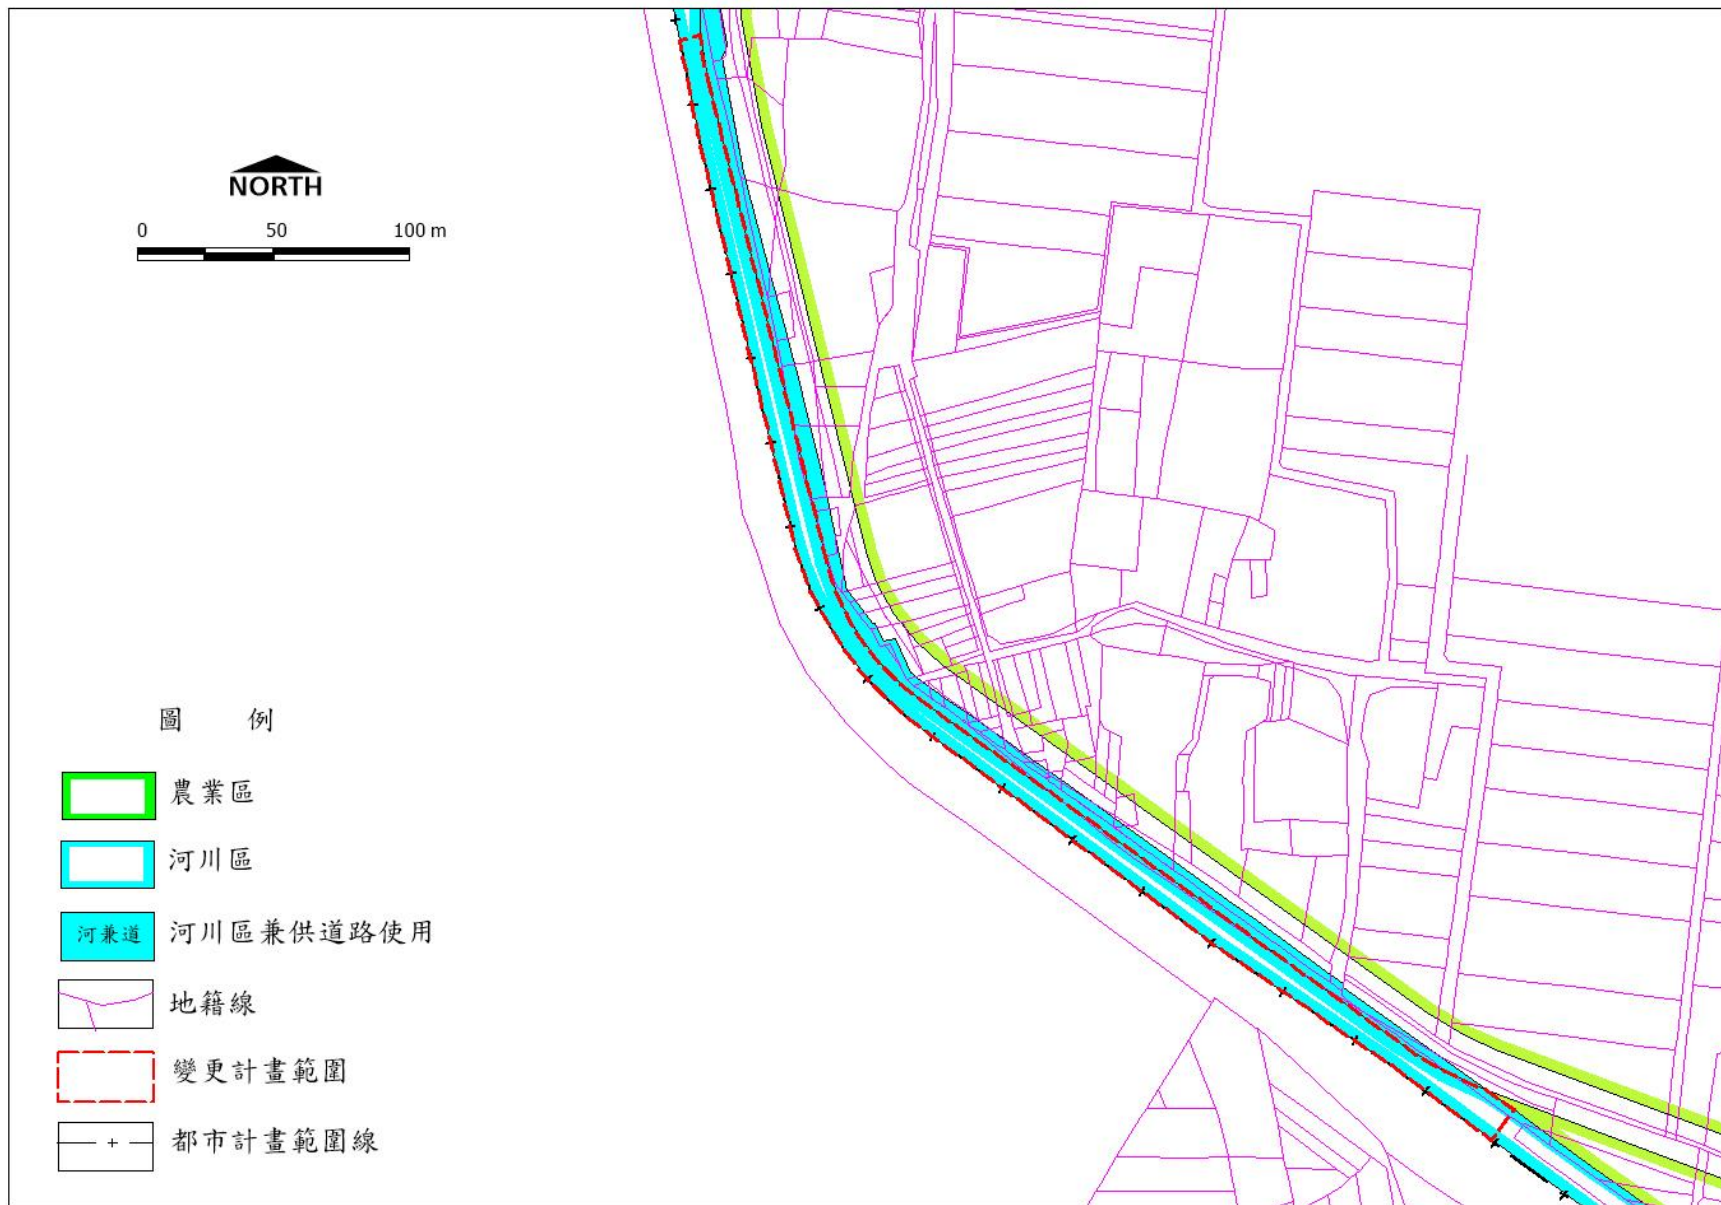 NORTH
0 50 100 m
圖 例
農業區
河川區
河兼道 河川區兼供道路使用
地籍線
變更計畫範圍
都市計畫範圍線